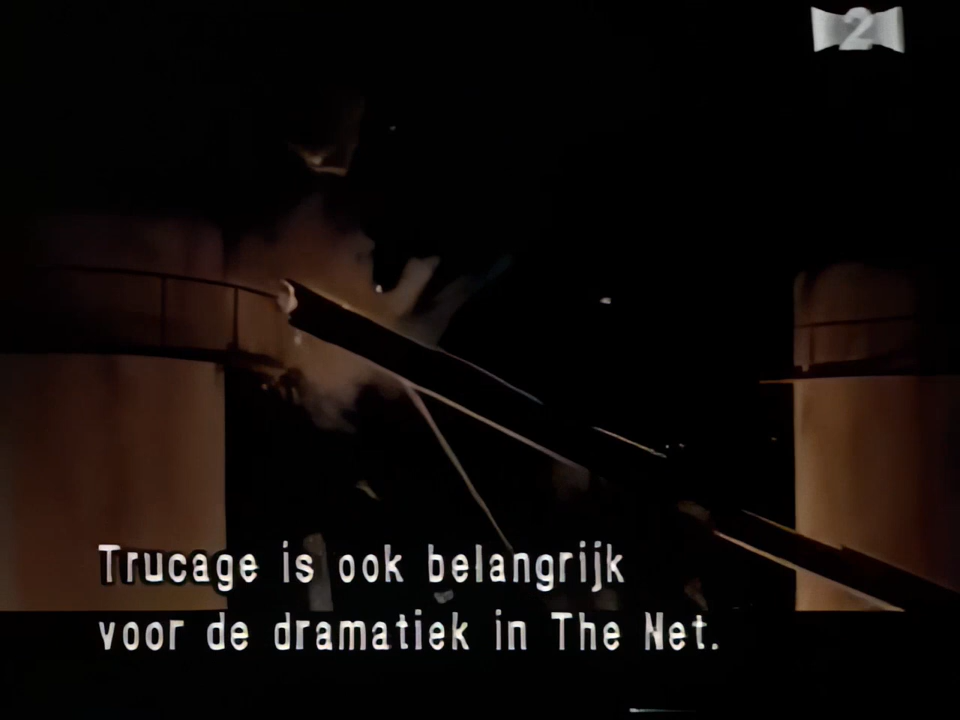 2
Trucage is ook belangrijk
voor de dramatiek in The Net.